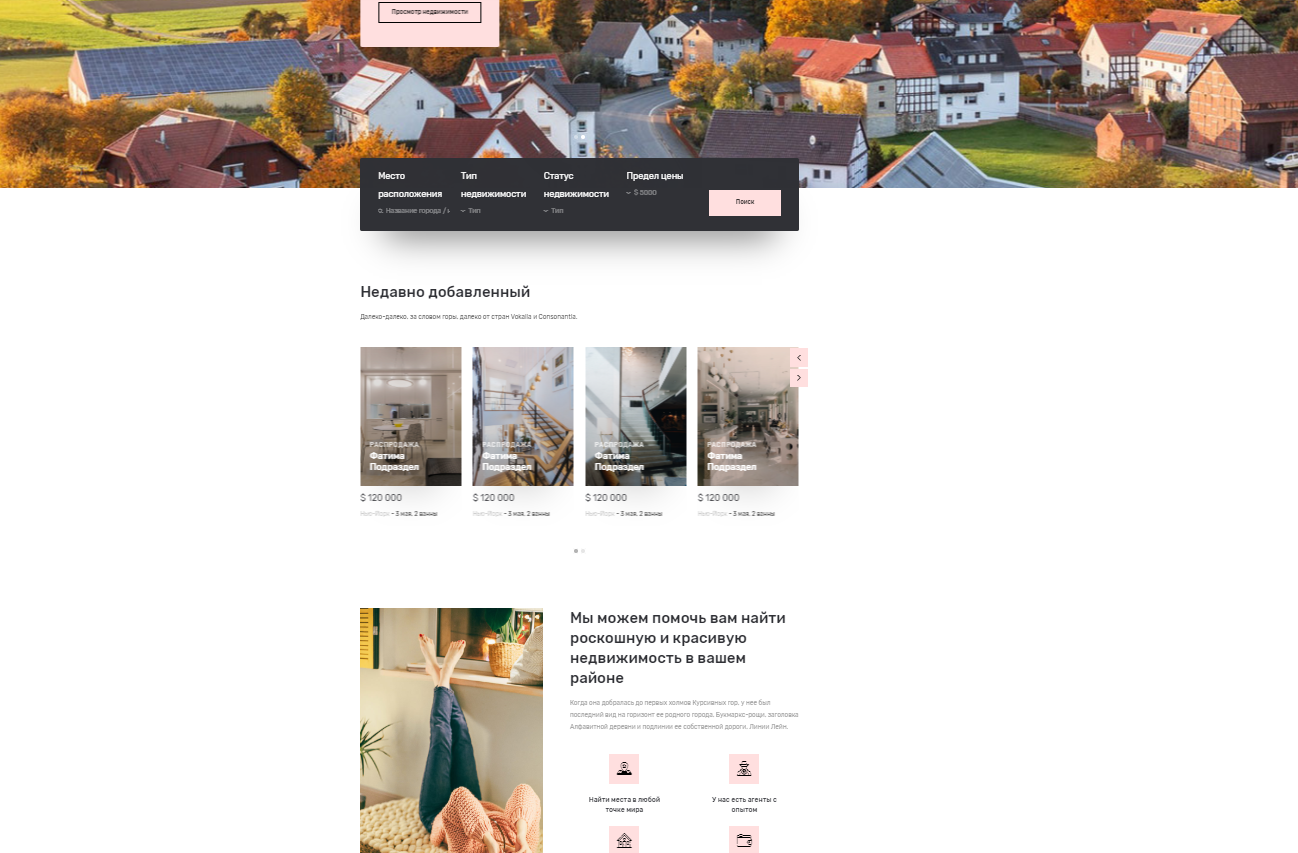 Просмотр недвижимости
Место
расположения
Название города /
Тип
недвижимости
Тип
Статус
недвижимости
Тип
Предел цены
$ 5000
Поиск
Недавно добавленный
Далеко-далеко, за словом горы, далеко от стран Vokalia и Consonantia.
РАСПРОДАЖА
Фатима
Подраздел
$ 120 000
Нью-Йорк - 3 мая, 2 ванны
РАСПРОДАЖА
Фатима
Подраздел
$ 120 000
Нью-Йорк - 3 мая, 2 ванны
РАСПРОДАЖА
Фатима
Подраздел
$ 120 000
Нью-Йорк - 3 мая, 2 ванны
РАСПРОДАЖА
Фатима
Подраздел
$ 120 000
Нью-Йорк - 3 мая, 2 ванны
Мы можем помочь вам найти
роскошную и красивую
недвижимость в вашем
районе
Когда она добралась до первых холмов Курсивных гор, у нее был
последний вид на горизонт ее родного города, Букмаркс-рощи, заголовка
Алфавитной деревни и подлинии ее собственной дороги, Линии Лейн.
Найти места в любой
точке мира
У нас есть агенты с
опытом